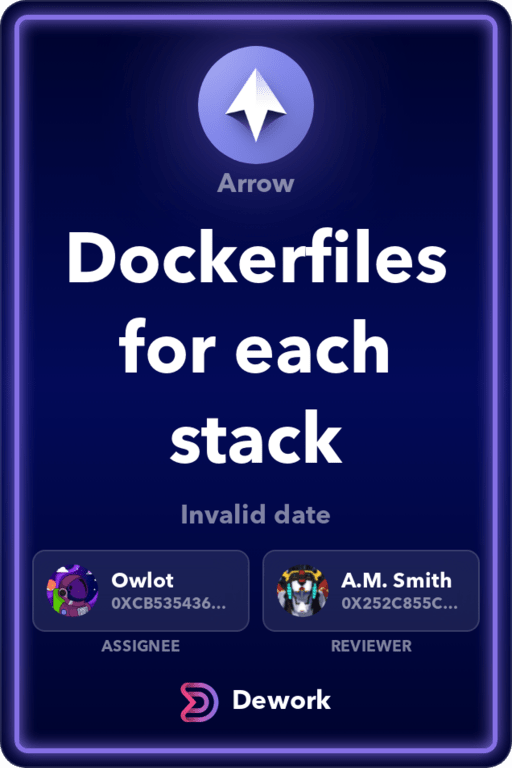 Arrow
Dockerfiles
for each
stack
Invalid date
Owlot
0XCB535436...
A.M. Smith
0X252C855C...
ASSIGNEE
REVIEWER
Dework